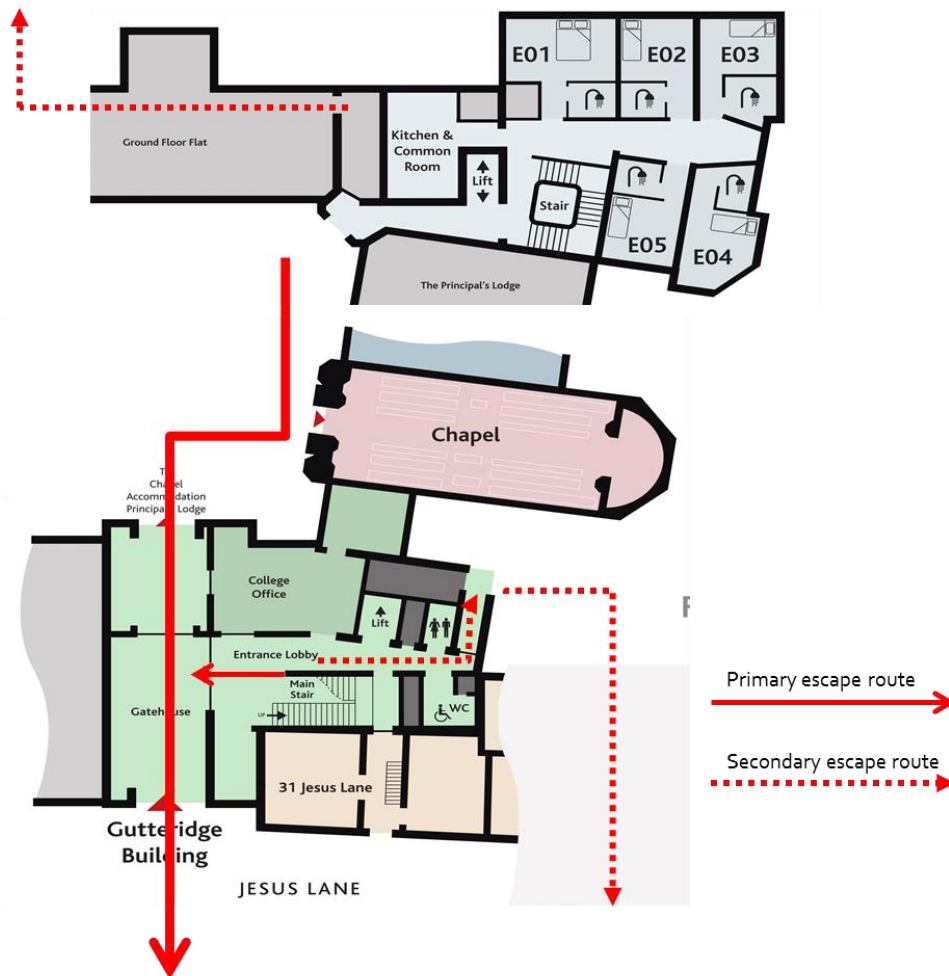 E01
E02
E03
Ground Floor Flat
Kitchen &
Common
Room
Lift
Stair
E05
E04
The Principal's Lodge
Chapel
Chapel
Accommodation
Principal's Lodge
College
Office
Lift
Entrance Lobby
Main
Stair
UP
Gatehouse
WC
31 Jesus Lane
Gutteridge
Building
JESUS LANE
Primary escape route
Secondary escape route